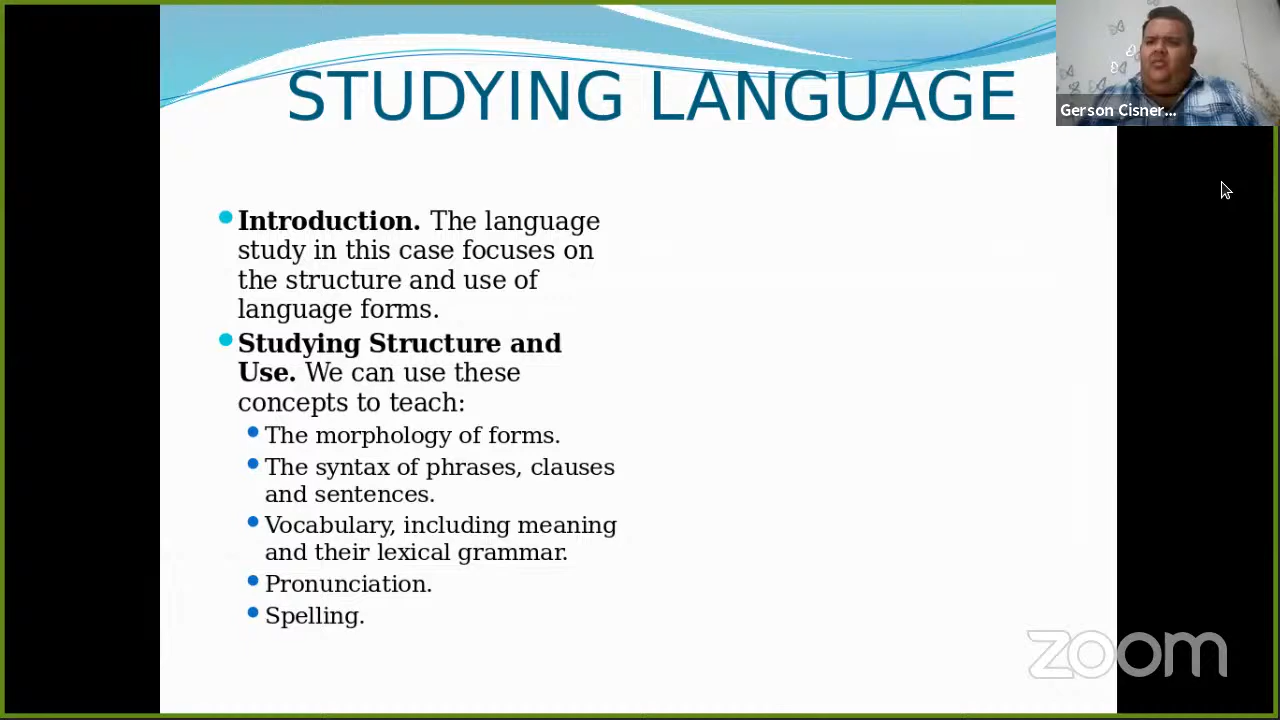 STUDYING LANGUAGE
Gerson Cisner...
Introduction. The language
study in this case focuses on
the structure and use of
language forms.
Studying Structure and
Use. We can use these
concepts to teach:
The morphology of forms.
The syntax of phrases, clauses
and sentences.
Vocabulary, including meaning
and their lexical grammar.
Pronunciation.
Spelling.
zoom